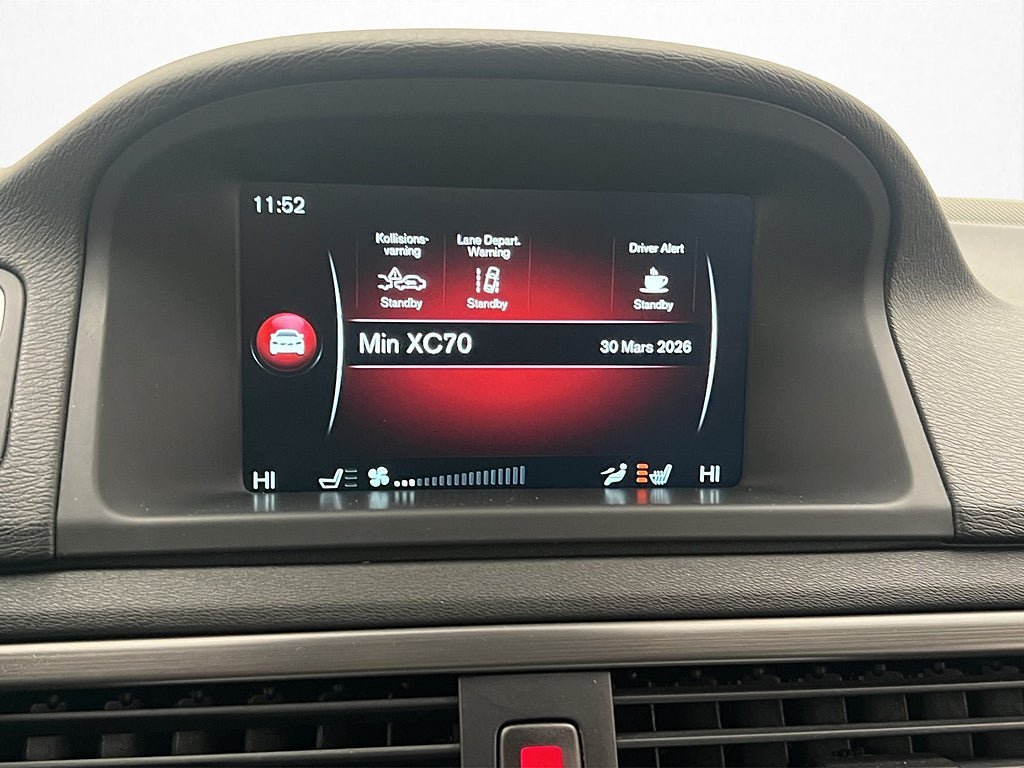 11:52
Kollisions-
varning
Standby
Lane Depart.
Warning
Standby
Driver Alert
Standby
Min XC70
30 Mars 2026
HI
HI